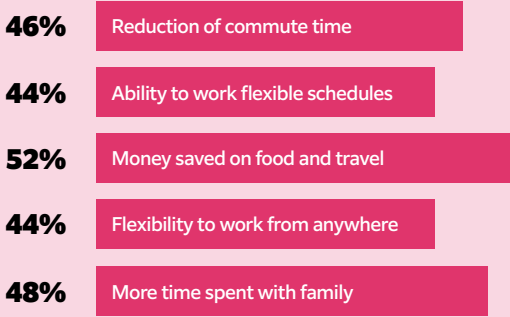 46% Reduction of commute time
44% Ability to work flexible schedules
52% Money saved on food and travel
44% Flexibility to work from anywhere
48% More time spent with family